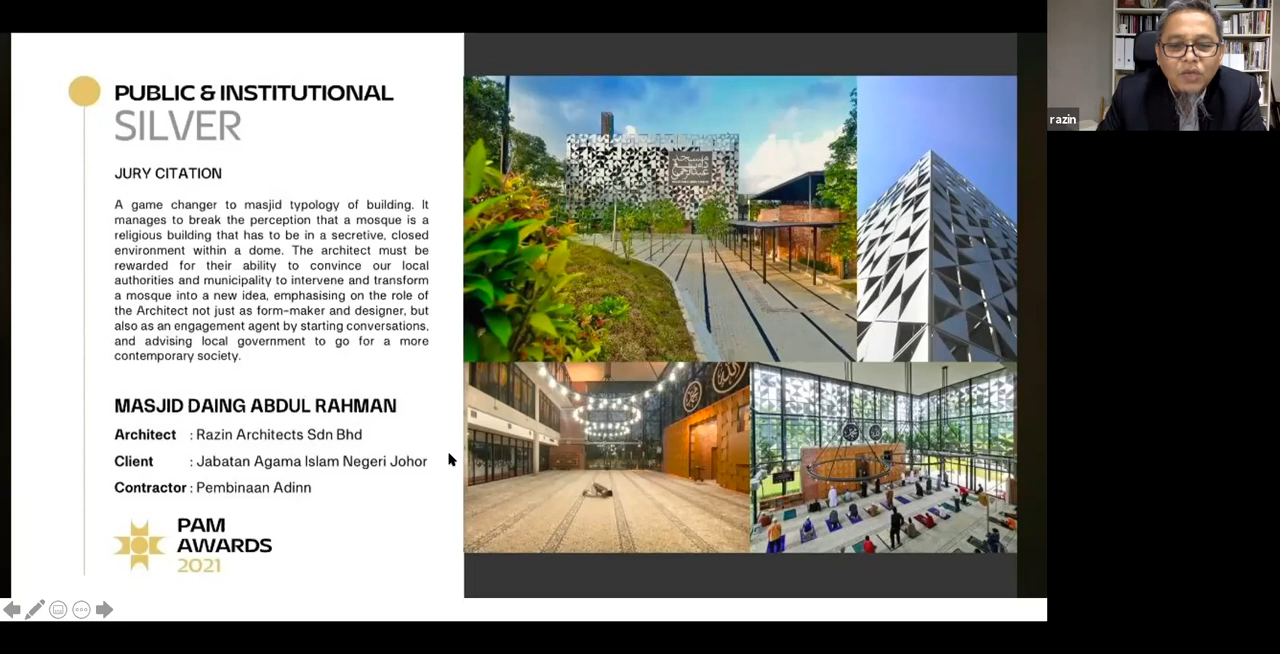 PUBLIC & INSTITUTIONAL
SILVER
JURY CITATION
A game changer to masjid typology of building. It
manages to break the perception that a mosque is a
religious building that has to be in a secretive, closed
environment within a dome. The architect must be
rewarded for their ability to convince our local
authorities and municipality to intervene and transform
a mosque into a new idea, emphasising on the role of
the Architect not just as form-maker and designer, but
also as an engagement agent by starting conversations,
and advising local government to go for a more
contemporary society.
MASJID DAING ABDUL RAHMAN
Architect : Razin Architects Sdn Bhd
Client : Jabatan Agama Islam Negeri Johor
Contractor : Pembinaan Adinn
PAM
AWARDS
2021
razin